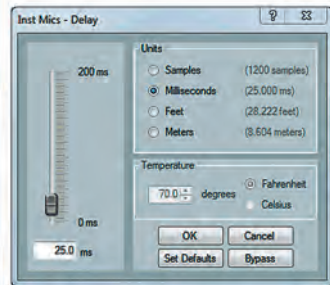 Inst Mics - Delay
200 ms
0 ms
25.0 ms
Units
Samples (1200 samples)
Milliseconds (25.000 ms)
Feet (28.222 feet)
Meters (8.604 meters)
Temperature
70.0 degrees
Fahrenheit
Celsius
OK Cancel
Set Defaults Bypass